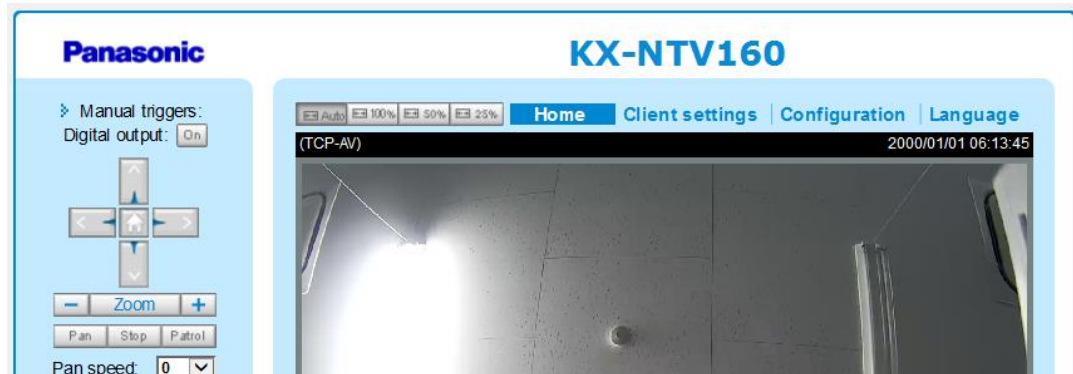 Panasonic
KX-NTV160
Manual triggers:
Digital output: On
Auto 100% 50% 25% Home Client settings Configuration Language
(TCP-AV) 2000/01/01 06:13:45
Zoom
Pan Stop Patrol
Pan speed: 0